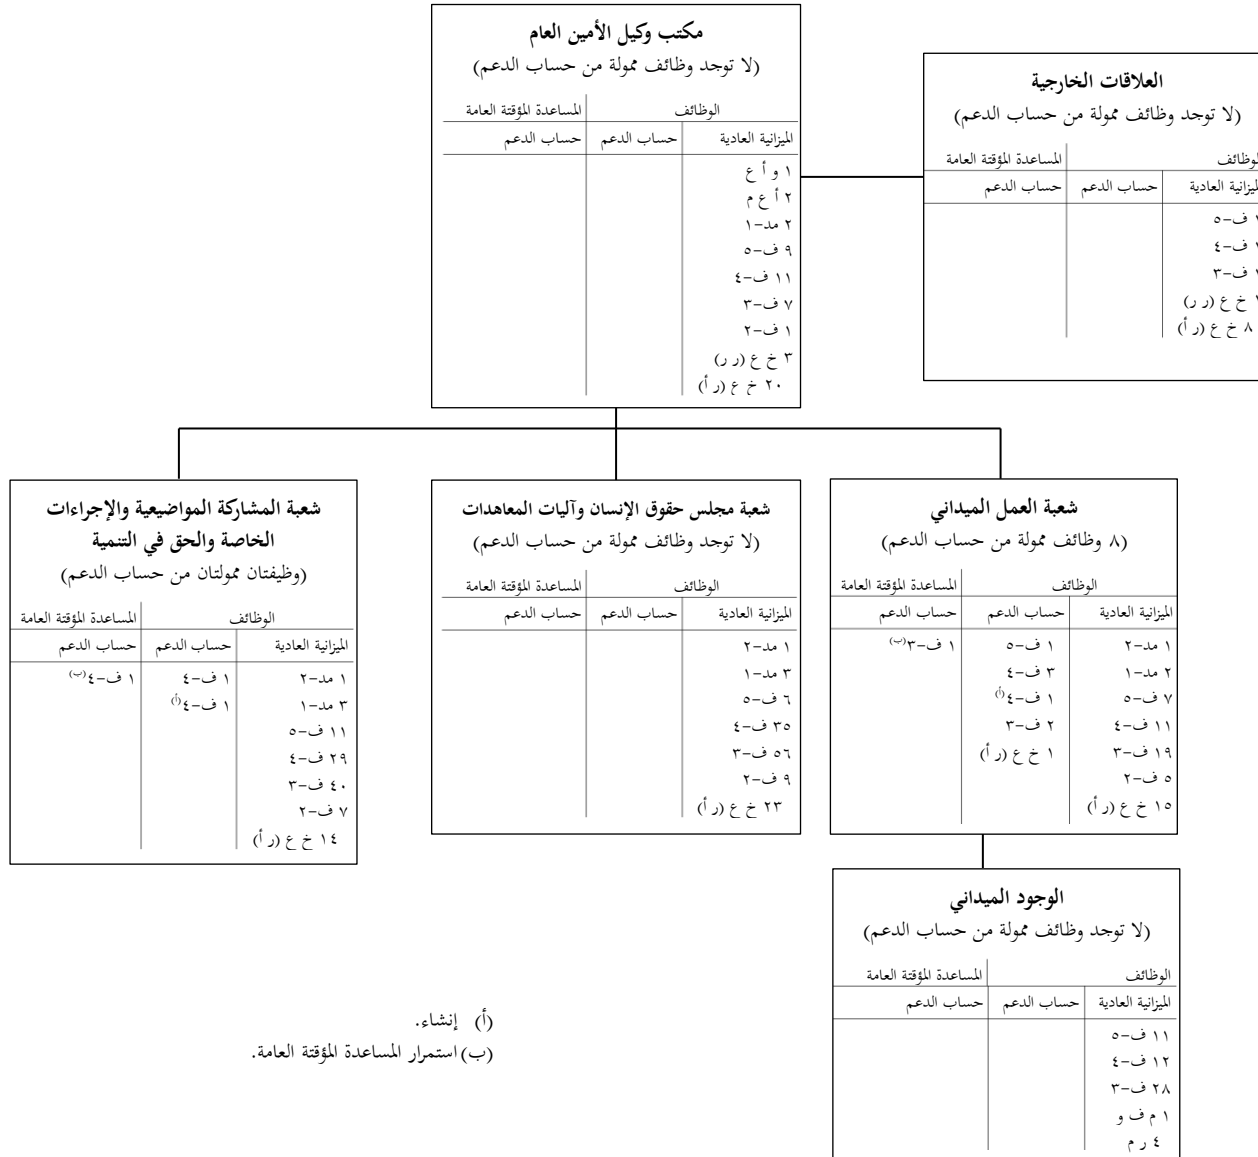 مكتب وكيل الأمين العام
(لا توجد وظائف ممولة من حساب الدعم)
الوظائف المساعدة المؤقتة العامة
الميزانية العادية حساب الدعم حساب الدعم
١ و أ ع
٢ أ ع م
٢ مد-١
٩ ف-٥
١١ ف-٤
٧ ف-٣
١ ف-٢
٣ خ ع (ر ر)
٢٠ خ ع (ر أ)
العلاقات الخارجية
(لا توجد وظائف ممولة من حساب الدعم)
الوظائف المساعدة المؤقتة العامة
الميزانية العادية حساب الدعم حساب الدعم
ف-٥
ف-٤
ف-٣
خ ع (ر ر)
٨ خ ع (ر أ)
شعبة العمل الميداني
(٨ وظائف ممولة من حساب الدعم)
الوظائف المساعدة المؤقتة العامة
الميزانية العادية حساب الدعم حساب الدعم
١ مد-٢ ١ ف-٥ ١ ف-٣(ب)
٢ مد-١ ٣ ف-٤
٧ ف-٥ ١ ف-٤(أ)
١١ ف-٤ ٢ ف-٣
١٩ ف-٣ ١ خ ع (ر أ)
٥ ف-٢
١٥ خ ع (ر أ)
شعبة مجلس حقوق الإنسان وآليات المعاهدات
(لا توجد وظائف ممولة من حساب الدعم)
الوظائف المساعدة المؤقتة العامة
الميزانية العادية حساب الدعم حساب الدعم
١ مد-٢
٣ مد-١
٦ ف-٥
٣٥ ف-٤
٥٦ ف-٣
٩ ف-٢
٢٣ خ ع (ر أ)
شعبة المشاركة المواضيعية والإجراءات
الخاصة والحق في التنمية
(وظيفتان ممولتان من حساب الدعم)
الوظائف المساعدة المؤقتة العامة
الميزانية العادية حساب الدعم حساب الدعم
١ مد-٢ ١ ف-٤ ١ ف-٤(ب)
٣ مد-١ ١ ف-٤(أ)
١١ ف-٥
٢٩ ف-٤
٤٠ ف-٣
٧ ف-٢
١٤ خ ع (ر أ)
الوجود الميداني
(لا توجد وظائف ممولة من حساب الدعم)
الوظائف المساعدة المؤقتة العامة
الميزانية العادية حساب الدعم حساب الدعم
١١ ف-٥
١٢ ف-٤
٢٨ ف-٣
١ م ف و
٤ ر م
(أ) إنشاء.
(ب) استمرار المساعدة المؤقتة العامة.